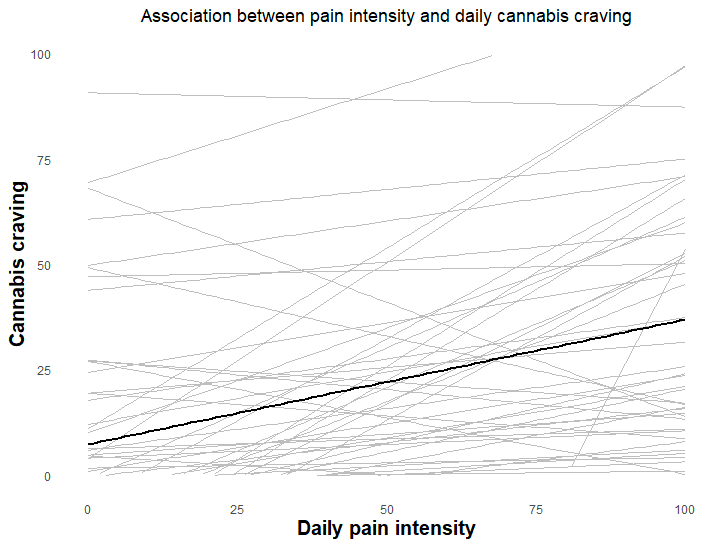 Association between pain intensity and daily cannabis craving
100
75
50
25
0
Cannabis craving
0 25 50 75 100
Daily pain intensity